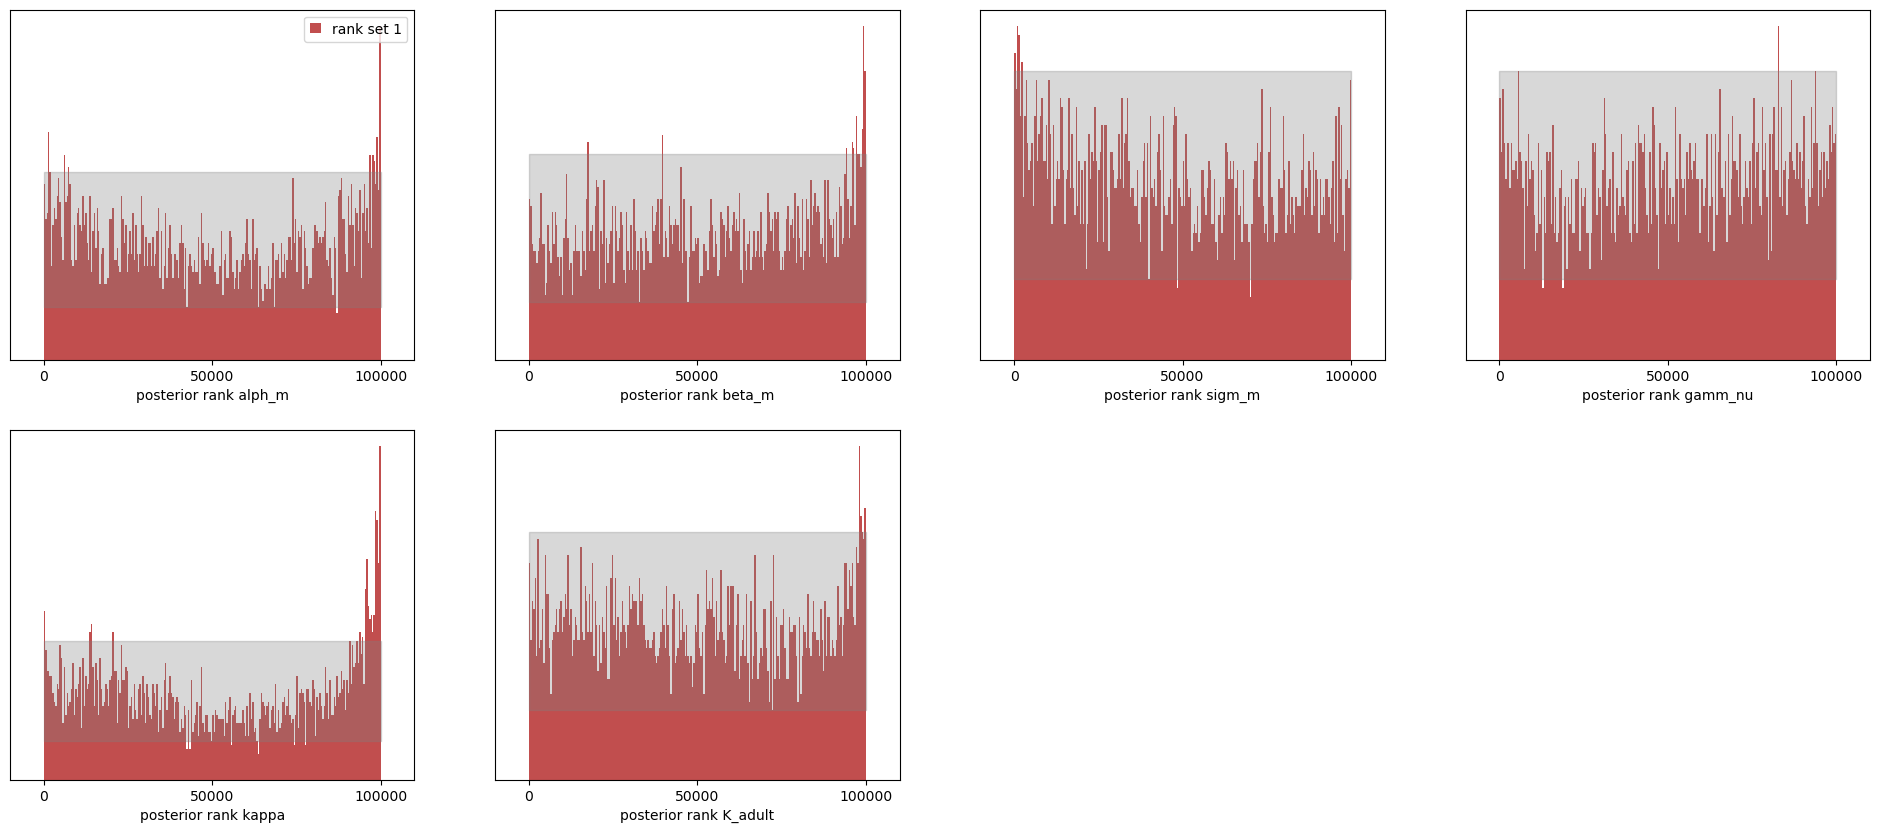 rank set 1
0 50000 100000
posterior rank alph_m
0 50000 100000
posterior rank beta_m
0 50000 100000
posterior rank sigm_m
0 50000 100000
posterior rank gamm_nu
0 50000 100000
posterior rank kappa
0 50000 100000
posterior rank K_adult